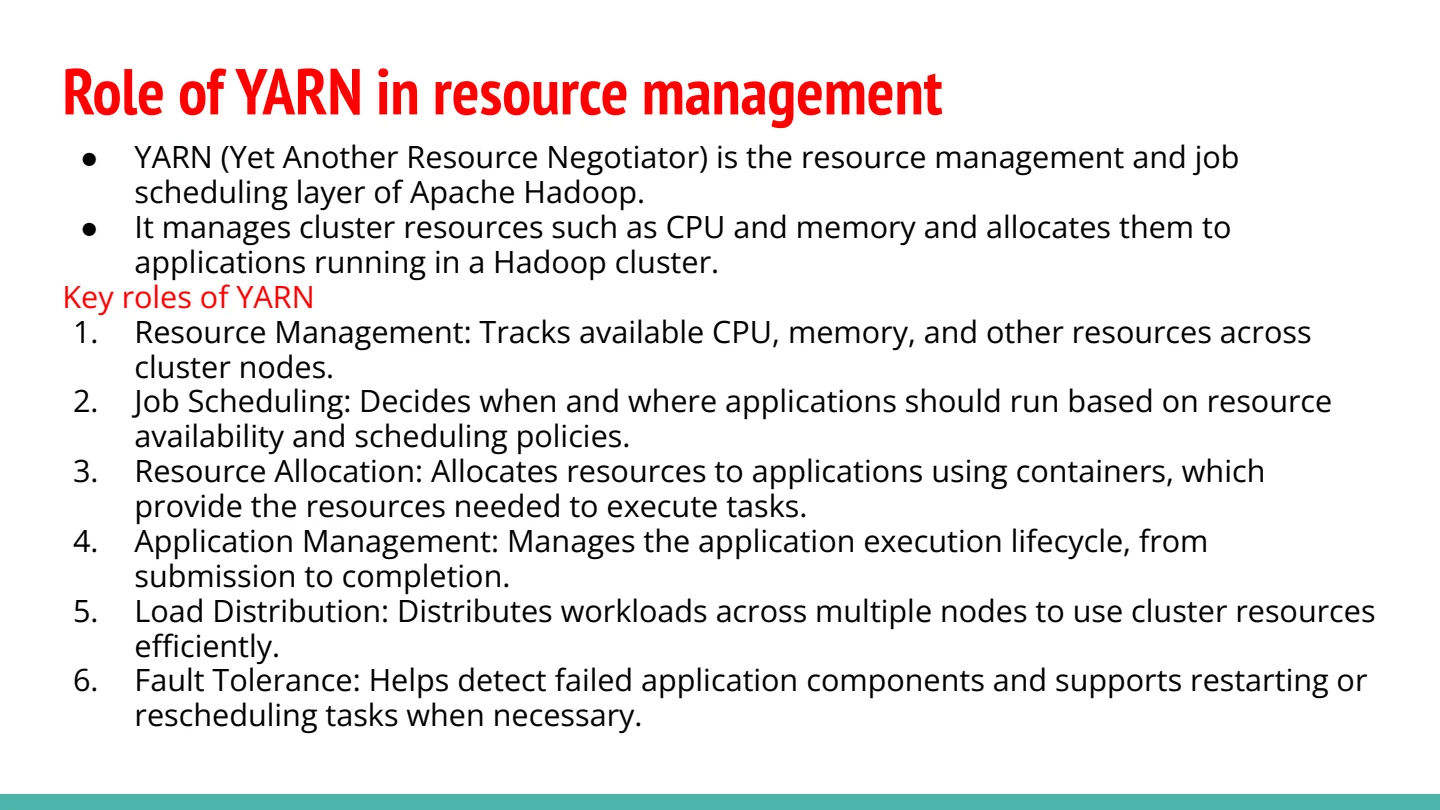 Role of YARN in resource management
● YARN (Yet Another Resource Negotiator) is the resource management and job
scheduling layer of Apache Hadoop.
● It manages cluster resources such as CPU and memory and allocates them to
applications running in a Hadoop cluster.
Key roles of YARN
1. Resource Management: Tracks available CPU, memory, and other resources across
cluster nodes.
2. Job Scheduling: Decides when and where applications should run based on resource
availability and scheduling policies.
3. Resource Allocation: Allocates resources to applications using containers, which
provide the resources needed to execute tasks.
4. Application Management: Manages the application execution lifecycle, from
submission to completion.
5. Load Distribution: Distributes workloads across multiple nodes to use cluster resources
efficiently.
6. Fault Tolerance: Helps detect failed application components and supports restarting or
rescheduling tasks when necessary.